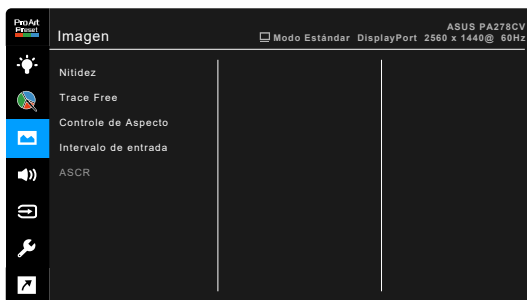 ProArt
Preset
Imagen
ASUS PA278CV
Modo Estándar DisplayPort 2560 x 1440@ 60Hz
Nitidez
Trace Free
Controle de Aspecto
Intervalo de entrada
ASCR